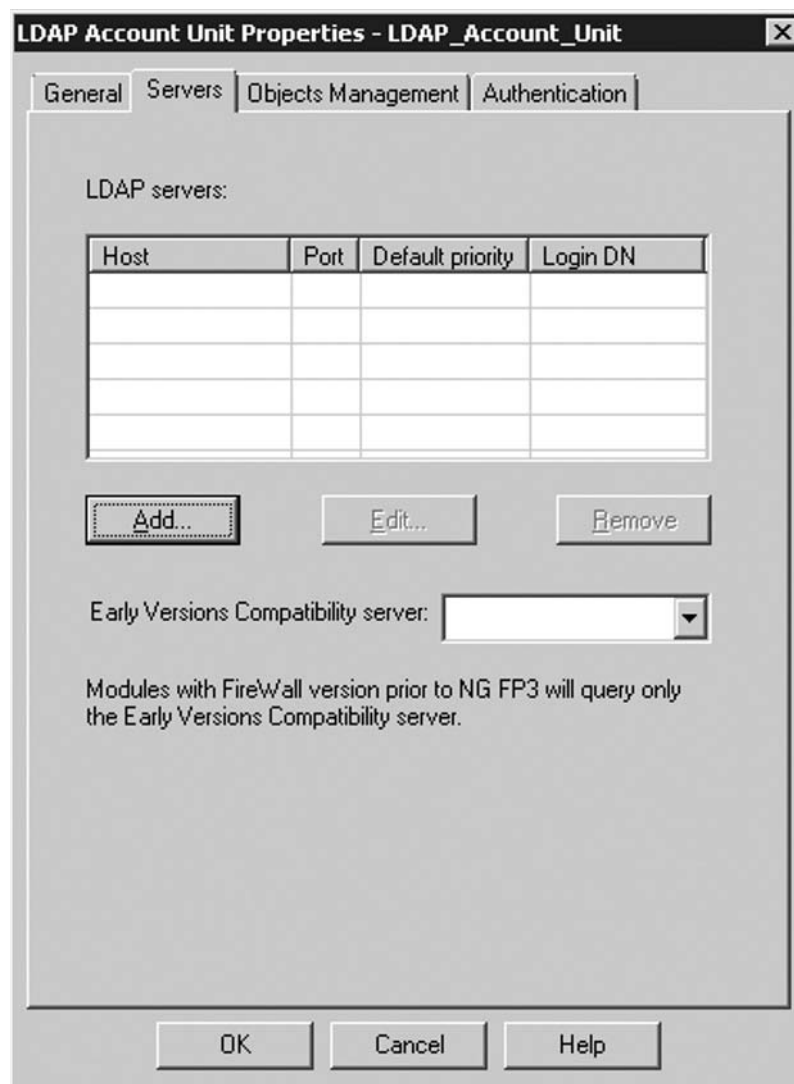 LDAP Account Unit Properties - LDAP_Account_Unit
General Servers Objects Management Authentication
LDAP servers:
Host Port Default priority Login DN
Add... Edit... Remove
Early Versions Compatibility server:
Modules with FireWall version prior to NG FP3 will query only
the Early Versions Compatibility server.
OK Cancel Help